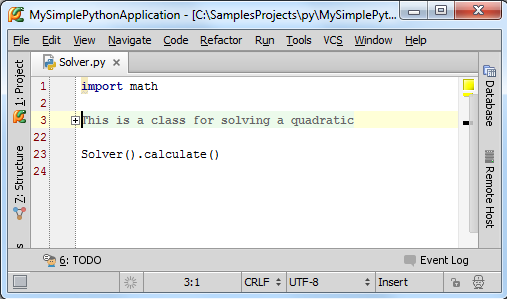 MySimplePythonApplication - [C:\SamplesProjects\py\MySimplePyt...
File Edit View Navigate Code Refactor Run Tools VCS Window Help
Solver.py
1: Project
7: Structure
Database
Remote Host
1 import math
2
3 This is a class for solving a quadratic
22
23 Solver().calculate()
24
6: TODO Event Log
3:1 CRLF UTF-8 Insert